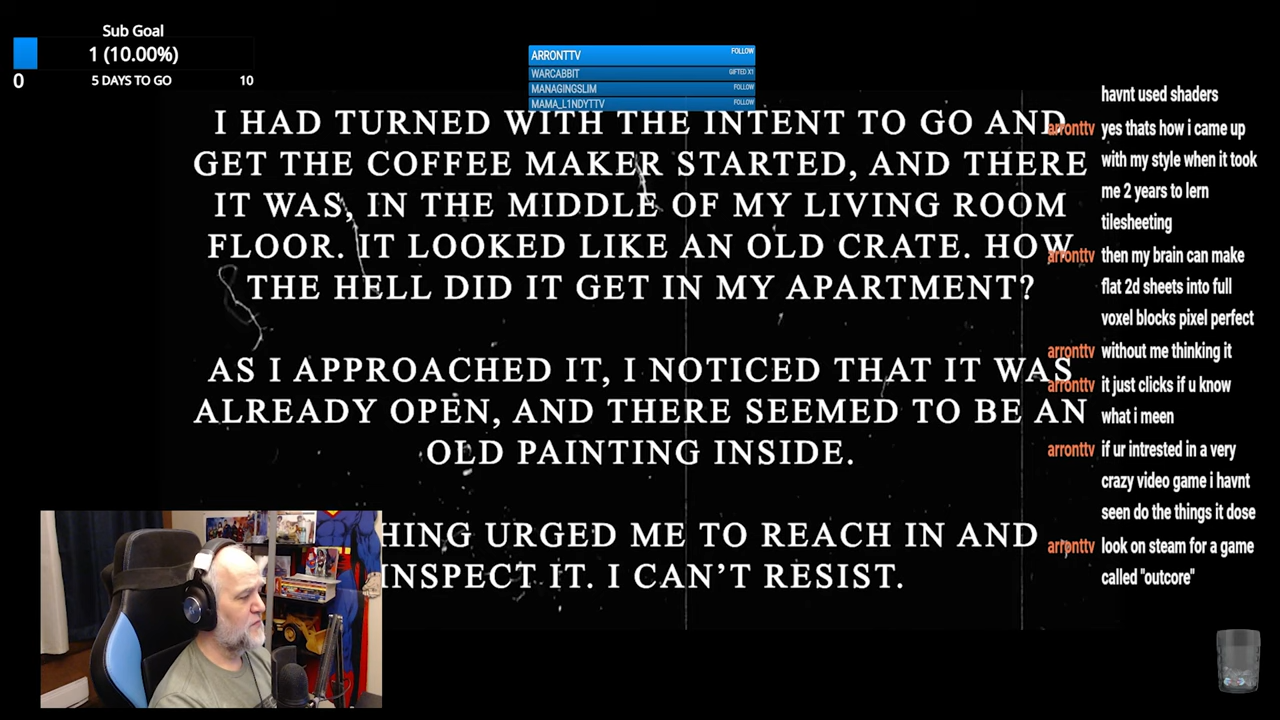 Sub Goal
1 (10.00%)
0
5 DAYS TO GO
10
ARRONTTV FOLLOW
WARCABBIT GIFTED X1
MANAGINGSLIM FOLLOW
MAMA_L1NDYTTV FOLLOW
I HAD TURNED WITH THE INTENT TO GO AND
GET THE COFFEE MAKER STARTED, AND THERE
IT WAS, IN THE MIDDLE OF MY LIVING ROOM
FLOOR. IT LOOKED LIKE AN OLD CRATE. HOW
THE HELL DID IT GET IN MY APARTMENT?
AS I APPROACHED IT, I NOTICED THAT IT WAS
ALREADY OPEN, AND THERE SEEMED TO BE AN
OLD PAINTING INSIDE.
HING URGED ME TO REACH IN AND
INSPECT IT. I CAN'T RESIST.
havnt used shaders
arronttv yes thats how i came up
with my style when it took
me 2 years to lern
tilesheeting
arronttv then my brain can make
flat 2d sheets into full
voxel blocks pixel perfect
arronttv without me thinking it
arronttv it just clicks if u know
what i meen
arronttv if ur intrested in a very
crazy video game i havnt
seen do the things it dose
arronttv look on steam for a game
called "outcore"